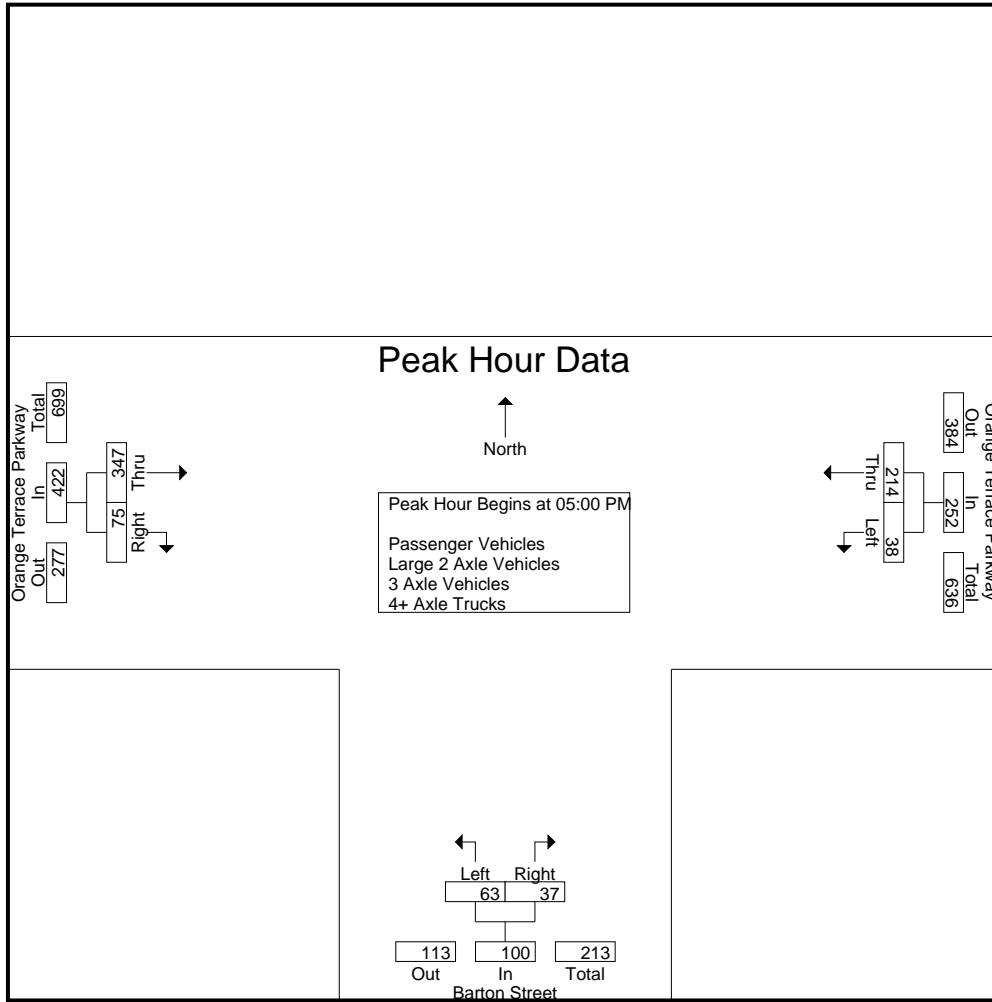 Peak Hour Data
North
Peak Hour Begins at 05:00 PM
Passenger Vehicles
Large 2 Axle Vehicles
3 Axle Vehicles
4+ Axle Trucks
Orange Terrace Parkway
Out In Total
277 422 699
Right Thru
75 347
Orange Terrace Parkway
Out In Total
384 252 636
Thru Left
214 38
Left Right
63 37
113 100 213
Out In Total
Barton Street